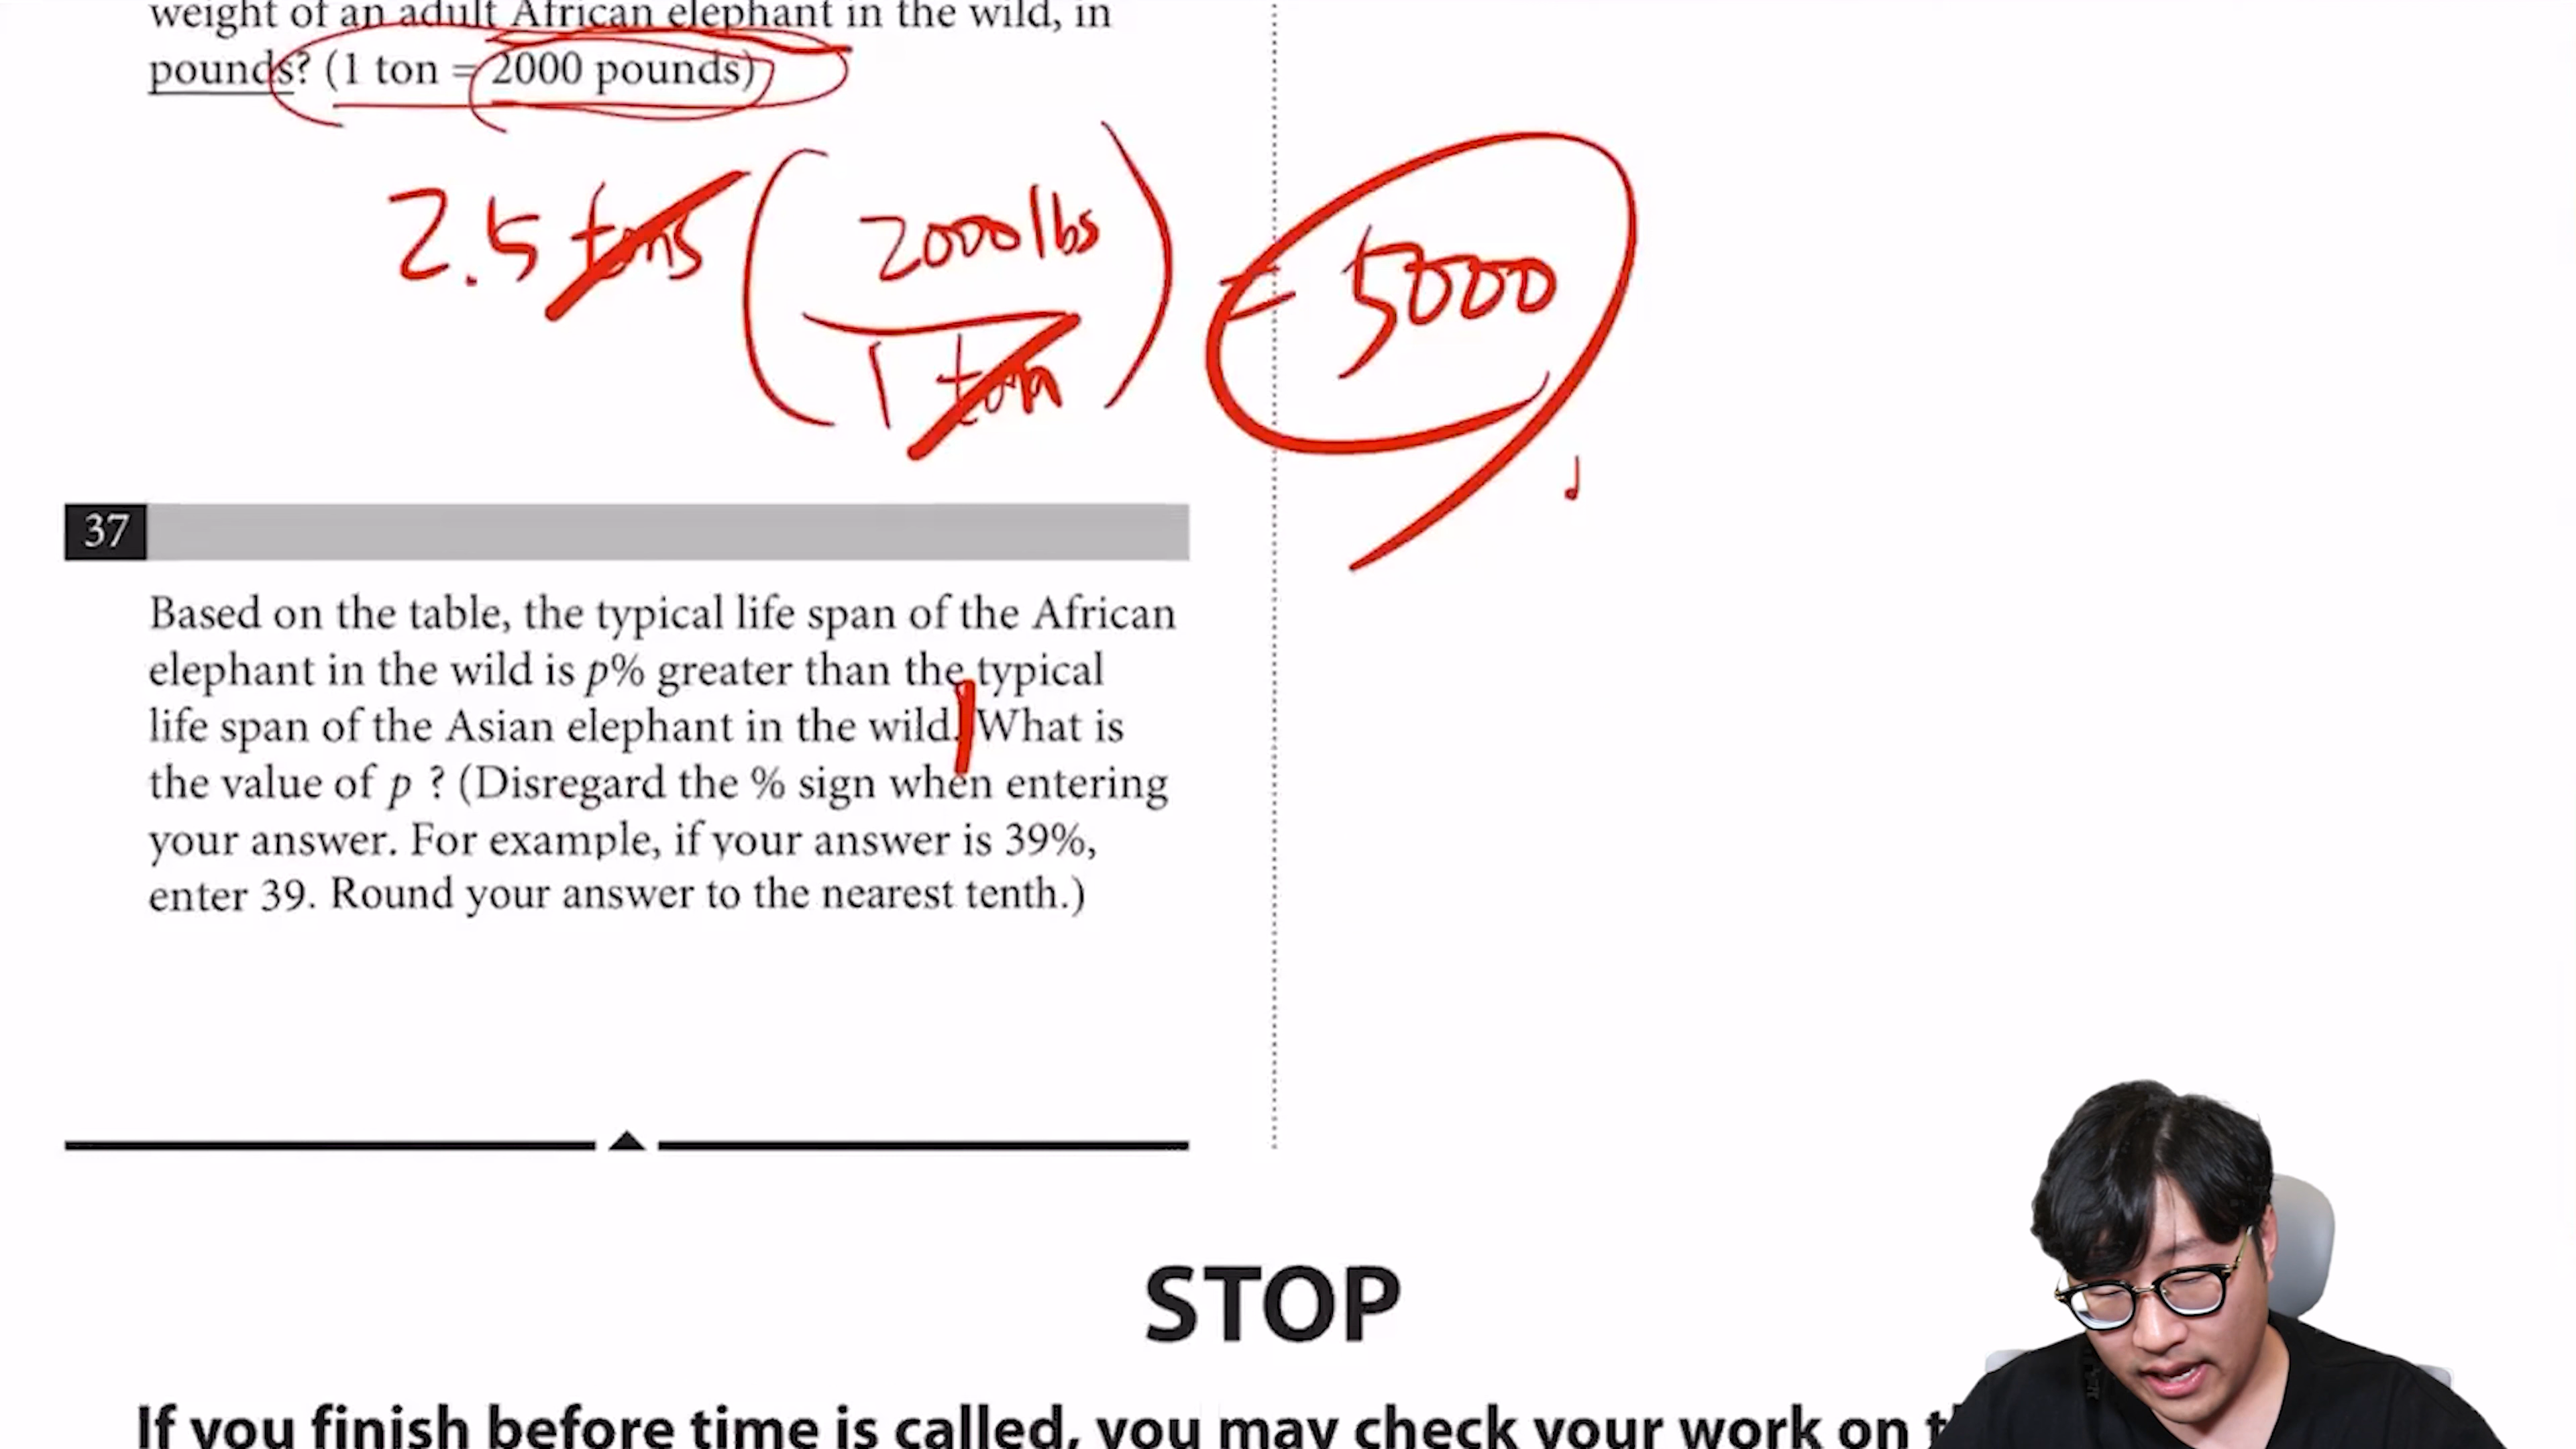 weight of an adult African elephant in the wild, in
pounds? (1 ton = 2000 pounds)
2.5 tons ( 2000 lbs
1 ton ) = 5000
37
Based on the table, the typical life span of the African
elephant in the wild is p% greater than the typical
life span of the Asian elephant in the wild. What is
the value of p ? (Disregard the % sign when entering
your answer. For example, if your answer is 39%,
enter 39. Round your answer to the nearest tenth.)
STOP
If you finish before time is called, you may check your work on